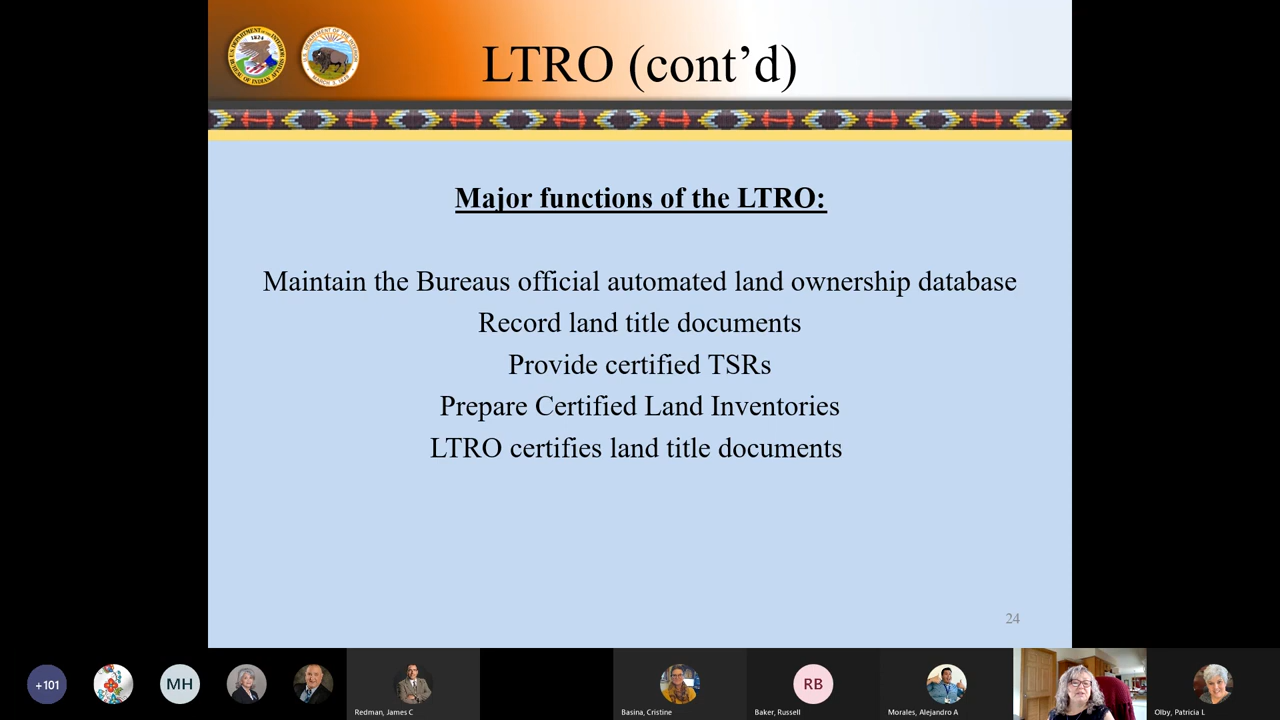 LTRO (cont’d)
Major functions of the LTRO:
Maintain the Bureaus official automated land ownership database
Record land title documents
Provide certified TSRs
Prepare Certified Land Inventories
LTRO certifies land title documents
24
+101
MH
RB
Redman, James C
Basina, Cristine
Baker, Russell
Morales, Alejandro A
Olby, Patricia L